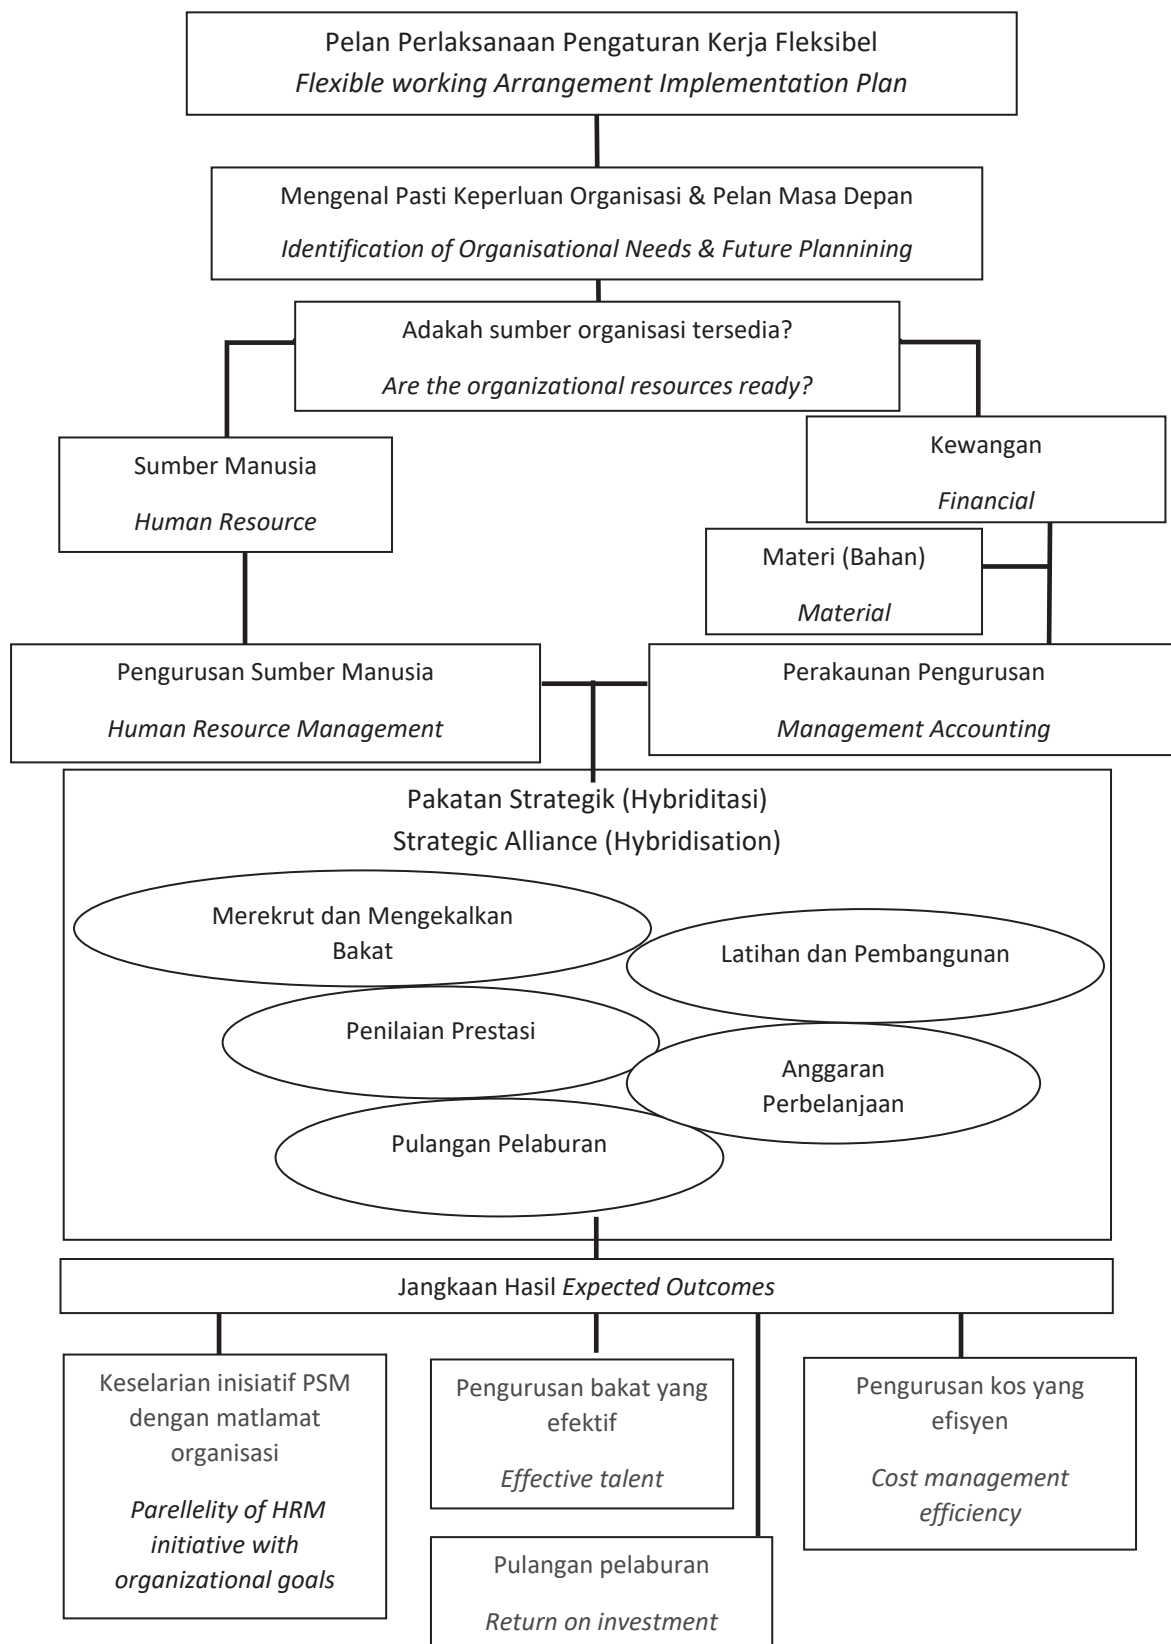 Pelan Perlaksanaan Pengaturan Kerja Fleksibel
Flexible working Arrangement Implementation Plan
Mengenal Pasti Keperluan Organisasi & Pelan Masa Depan
Identification of Organisational Needs & Future Plannining
Adakah sumber organisasi tersedia?
Are the organizational resources ready?
Sumber Manusia
Human Resource
Kewangan
Financial
Materi (Bahan)
Material
Pengurusan Sumber Manusia
Human Resource Management
Perakaunan Pengurusan
Management Accounting
Pakatan Strategik (Hybriditasi)
Strategic Alliance (Hybridisation)
Merekrut dan Mengekalkan
Bakat
Latihan dan Pembangunan
Penilaian Prestasi
Anggaran
Perbelanjaan
Pulangan Pelaburan
Jangkaan Hasil Expected Outcomes
Keselarian inisiatif PSM
dengan matlamat
organisasi
Parellelity of HRM
initiative with
organizational goals
Pengurusan bakat yang
efektif
Effective talent
Pulangan pelaburan
Return on investment
Pengurusan kos yang
efisyen
Cost management
efficiency